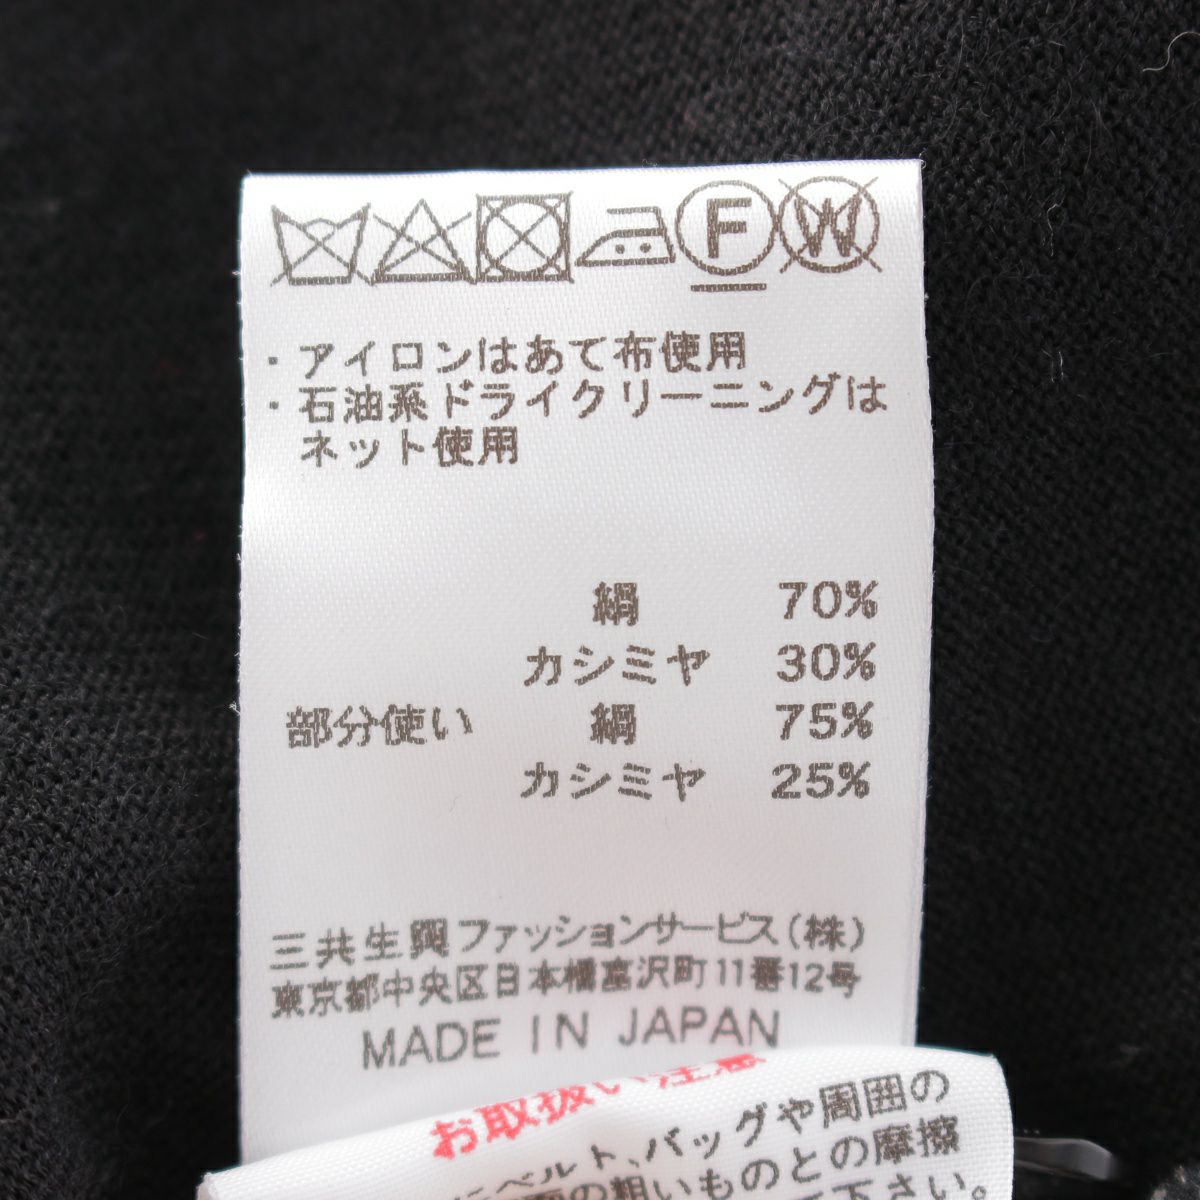 F W
・アイロンはあて布使用
・石油系ドライクリーニングは
ネット使用
絹 70%
カシミヤ 30%
部分使い 絹 75%
カシミヤ 25%
三共生興ファッションサービス(株)
東京都中央区日本橋富沢町11番12号
MADE IN JAPAN
お取扱い注意
ベルト、バッグや周囲の
の粗いものとの摩擦
下さい。